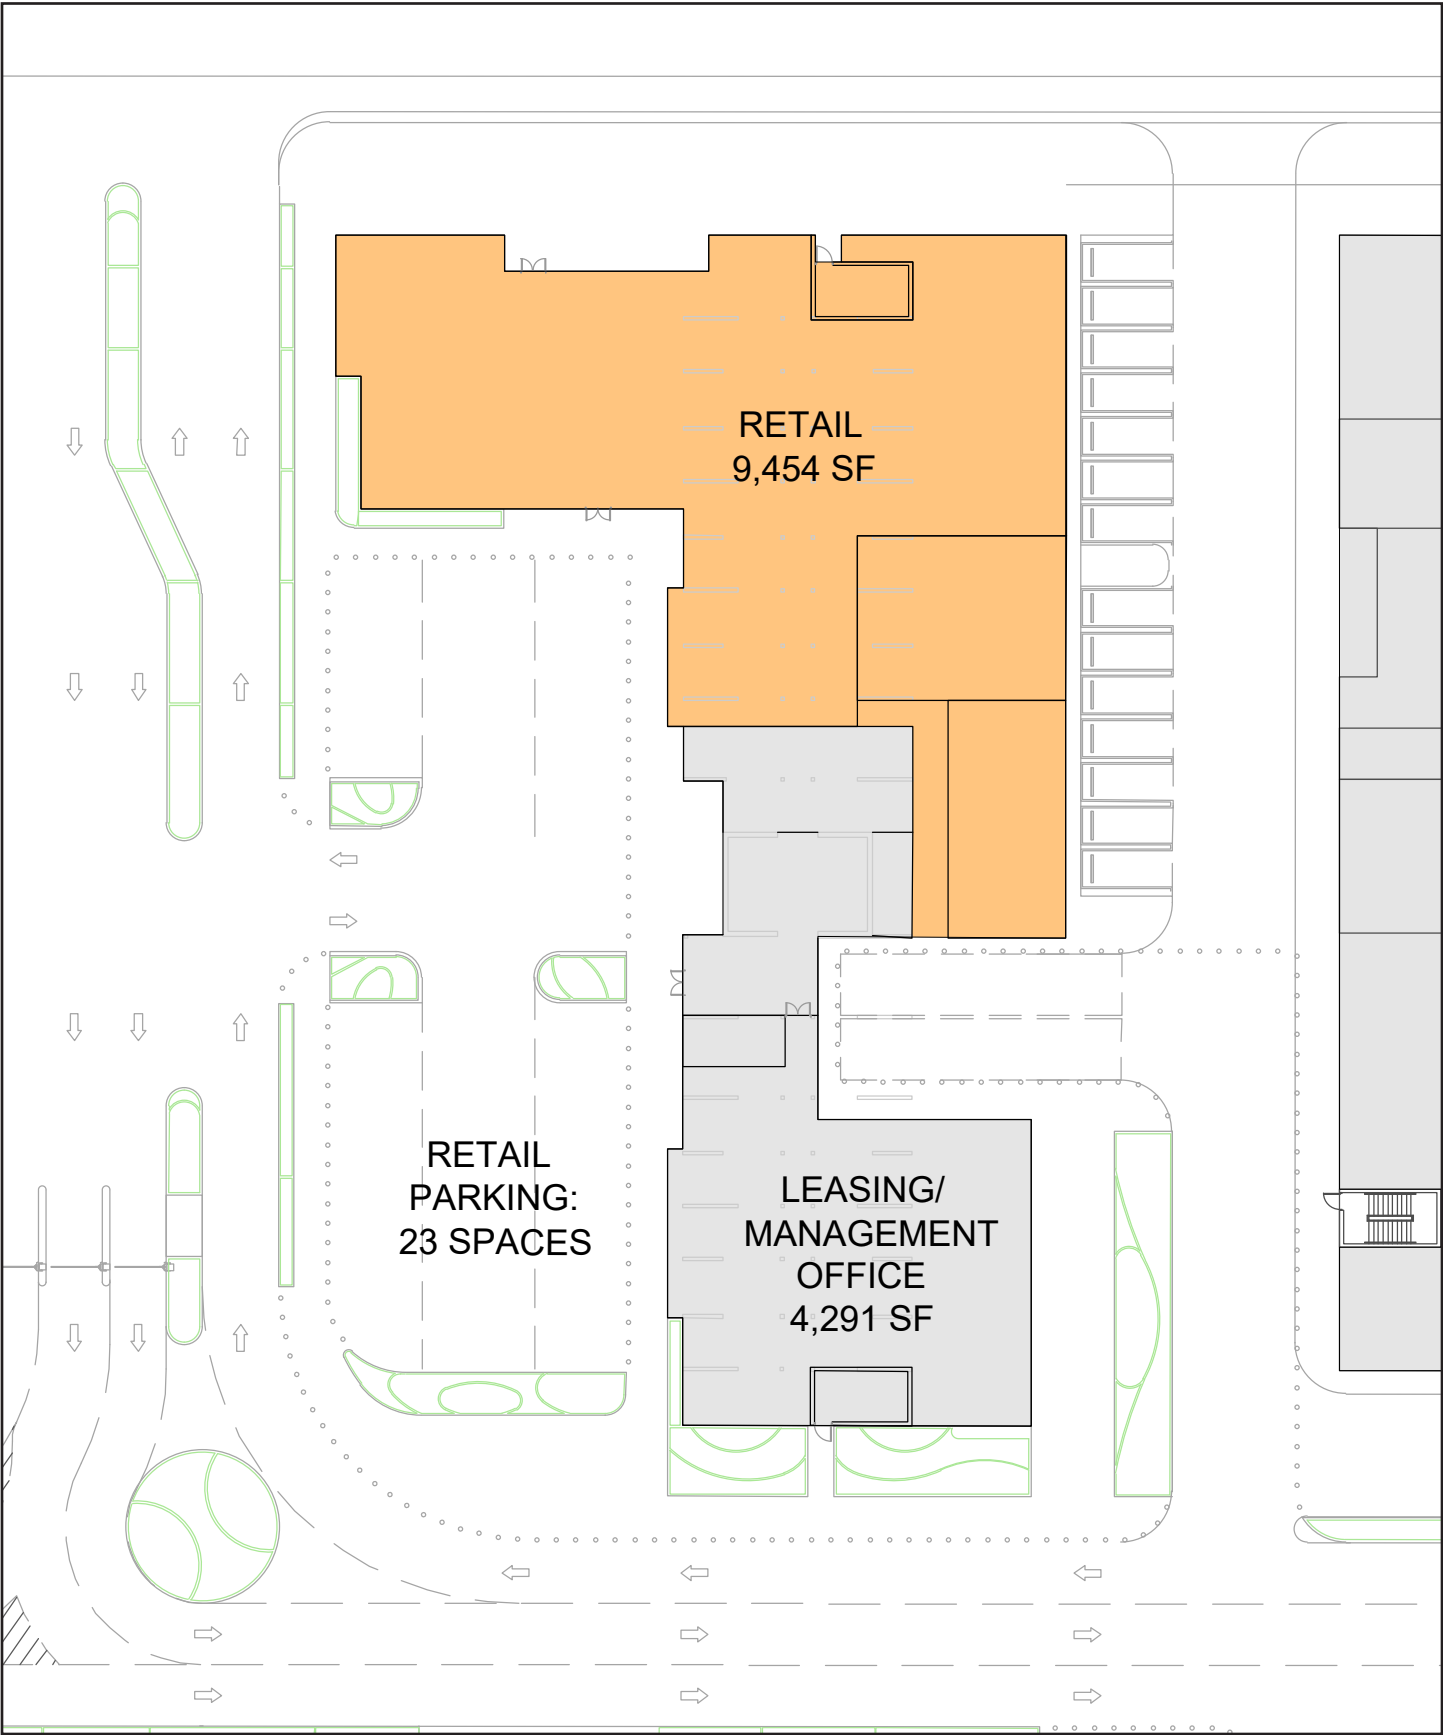 RETAIL
9,454 SF
RETAIL
PARKING:
23 SPACES
LEASING/
MANAGEMENT
OFFICE
4,291 SF